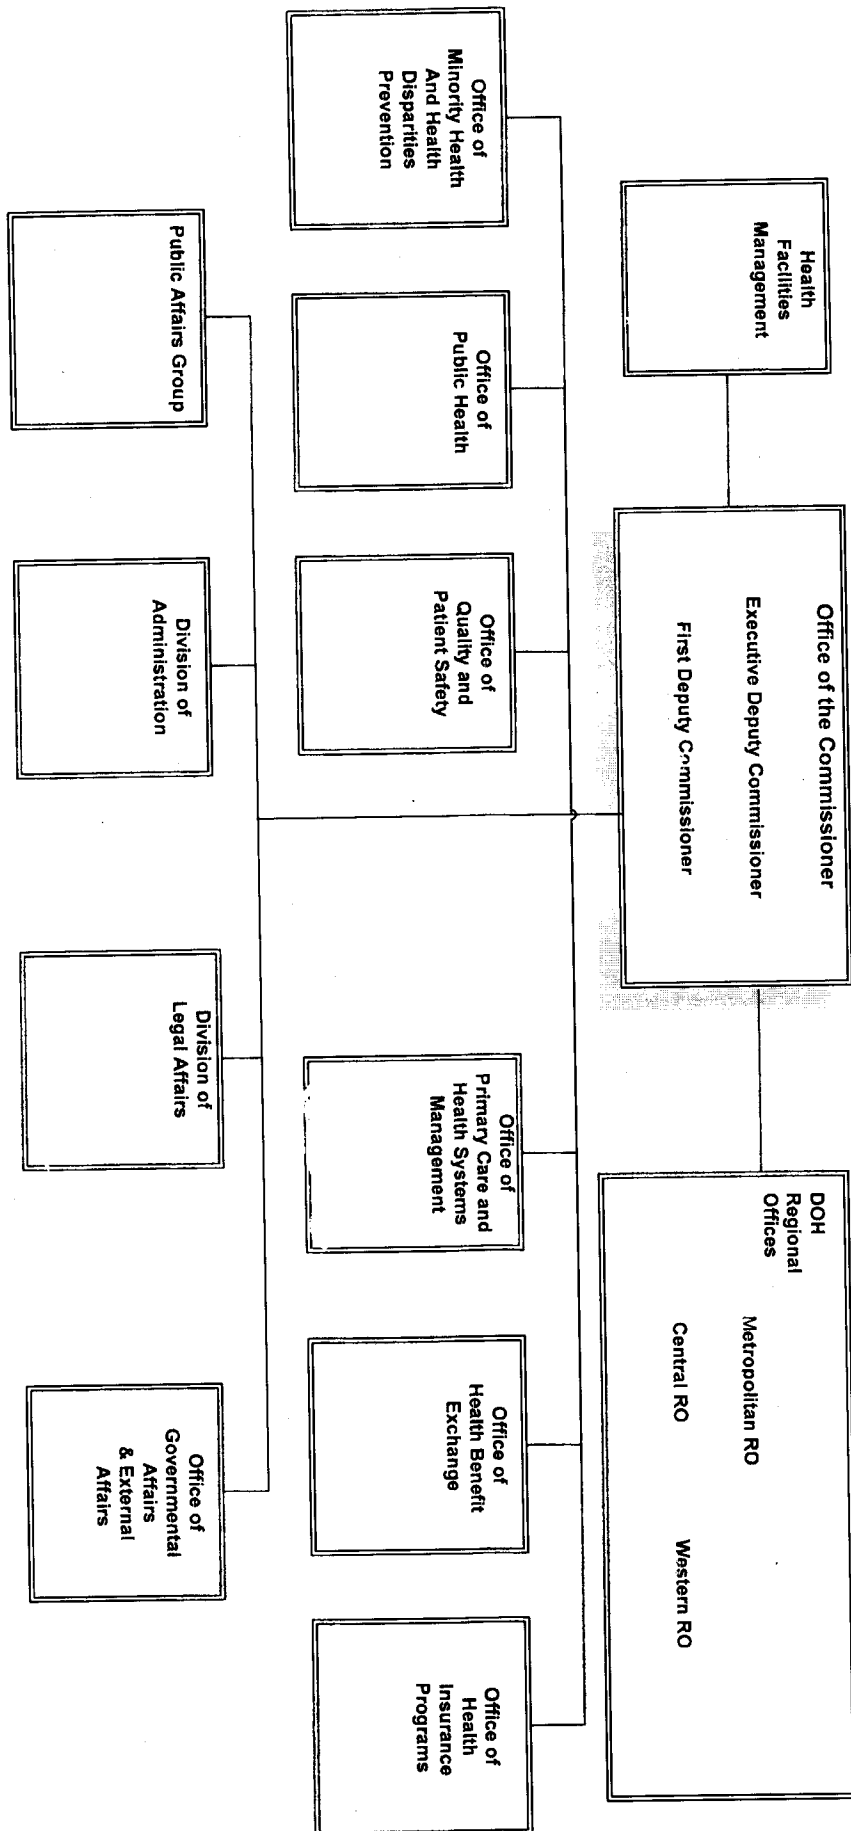 Health
Facilities
Management
Office of the Commissioner
Executive Deputy Commissioner
First Deputy Commissioner
DOH
Regional
Offices
Metropolitan RO
Central RO
Western RO
Office of
Minority Health
And Health
Disparities
Prevention
Office of
Public Health
Office of
Quality and
Patient Safety
Office of
Primary Care and
Health Systems
Management
Office of
Health Benefit
Exchange
Office of
Health
Insurance
Programs
Public Affairs Group
Division of
Administration
Division of
Legal Affairs
Office of
Governmental
Affairs
& External
Affairs